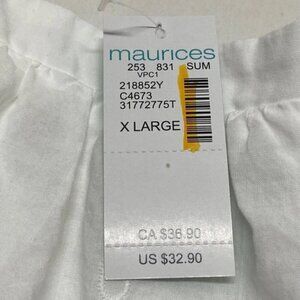 maurices
253 831 SUM
VPC1
218852Y
C4673
31772775T
X LARGE
CA $36.90
US $32.90